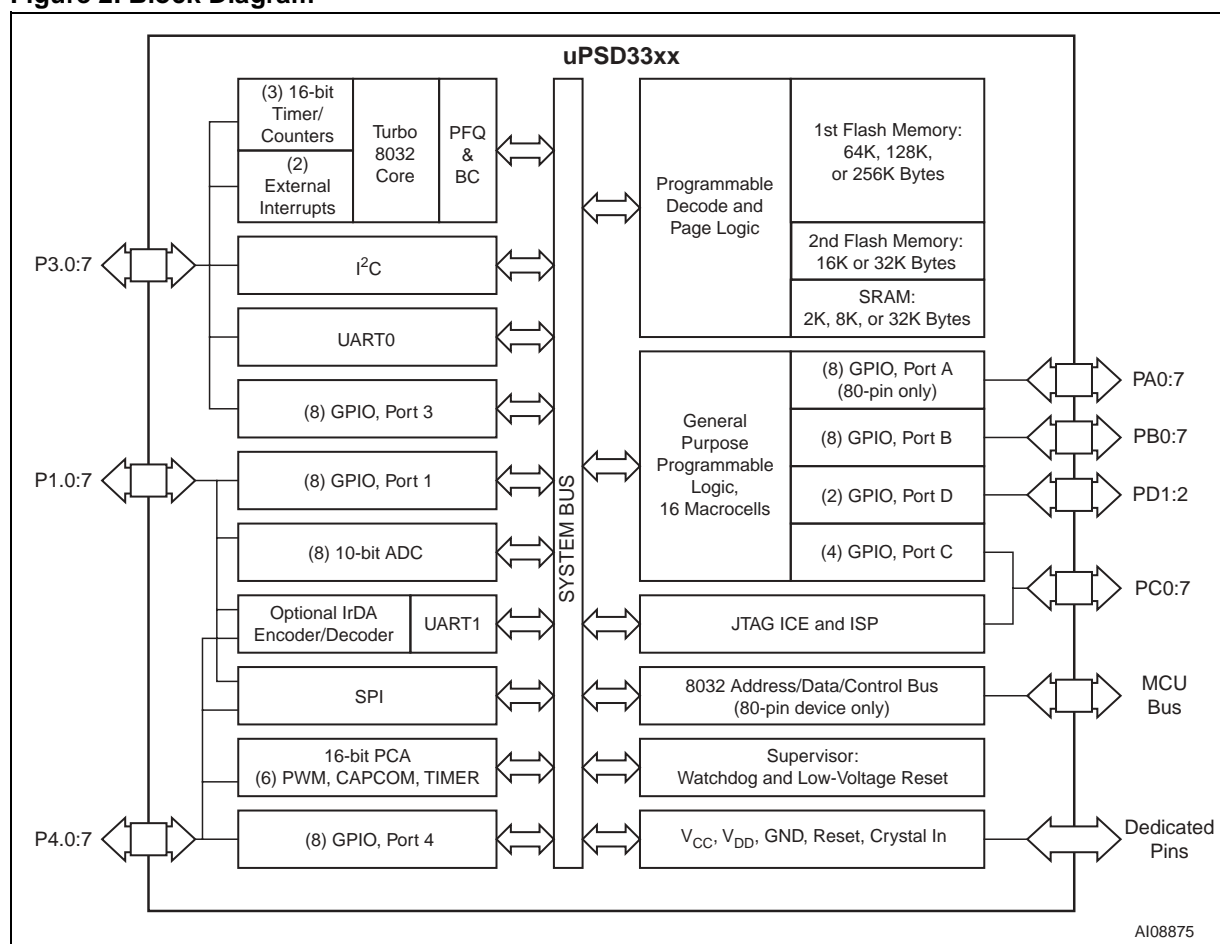 Figure 2. Block Diagram
uPSD33xx
(3) 16-bit
Timer/
Counters
(2)
External
Interrupts
Turbo
8032
Core
PFQ
&
BC
P3.0:7
I²C
UART0
(8) GPIO, Port 3
P1.0:7
(8) GPIO, Port 1
(8) 10-bit ADC
Optional IrDA
Encoder/Decoder
UART1
SPI
16-bit PCA
(6) PWM, CAPCOM, TIMER
P4.0:7
(8) GPIO, Port 4
SYSTEM BUS
Programmable
Decode and
Page Logic
1st Flash Memory:
64K, 128K,
or 256K Bytes
2nd Flash Memory:
16K or 32K Bytes
SRAM:
2K, 8K, or 32K Bytes
General
Purpose
Programmable
Logic,
16 Macrocells
(8) GPIO, Port A
(80-pin only)
PA0:7
(8) GPIO, Port B
PB0:7
(2) GPIO, Port D
PD1:2
(4) GPIO, Port C
PC0:7
JTAG ICE and ISP
8032 Address/Data/Control Bus
(80-pin device only)
MCU
Bus
Supervisor:
Watchdog and Low-Voltage Reset
VCC, VDD, GND, Reset, Crystal In
Dedicated
Pins
AI08875